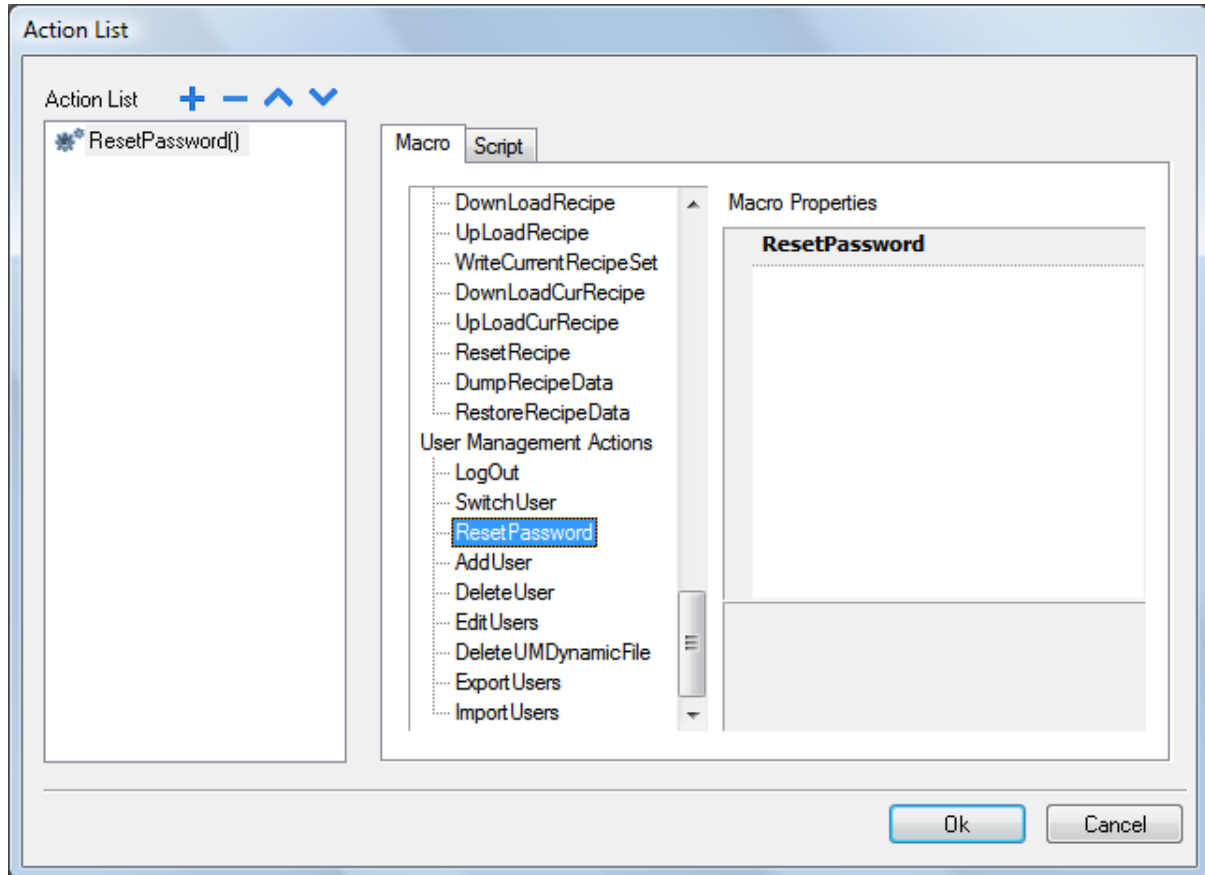 Action List
Action List
ResetPassword()
Macro
Script
DownLoadRecipe
UpLoadRecipe
WriteCurrentRecipeSet
DownLoadCurRecipe
UpLoadCurRecipe
ResetRecipe
DumpRecipeData
RestoreRecipeData
User Management Actions
LogOut
SwitchUser
ResetPassword
AddUser
DeleteUser
EditUsers
DeleteUMDynamicFile
ExportUsers
ImportUsers
Macro Properties
ResetPassword
Ok
Cancel